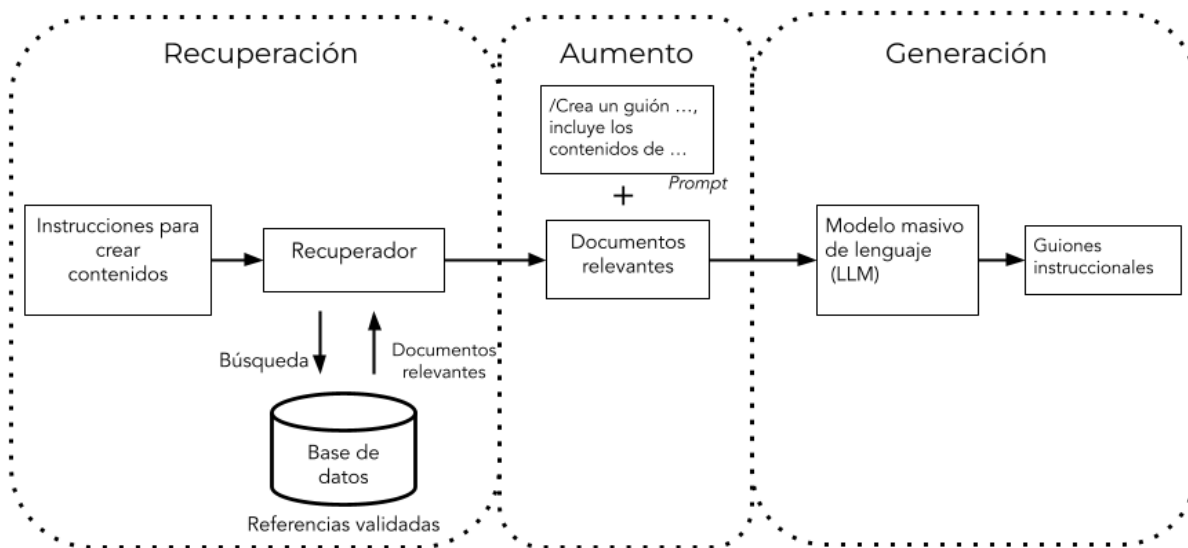 Recuperación
Aumento
Generación
/Crea un guión ...,
incluye los
contenidos de ...
Prompt
+
Instrucciones para
crear
contenidos
Recuperador
Documentos
relevantes
Modelo masivo
de lenguaje
(LLM)
Guiones
instruccionales
Búsqueda
Documentos
relevantes
Base de
datos
Referencias validadas